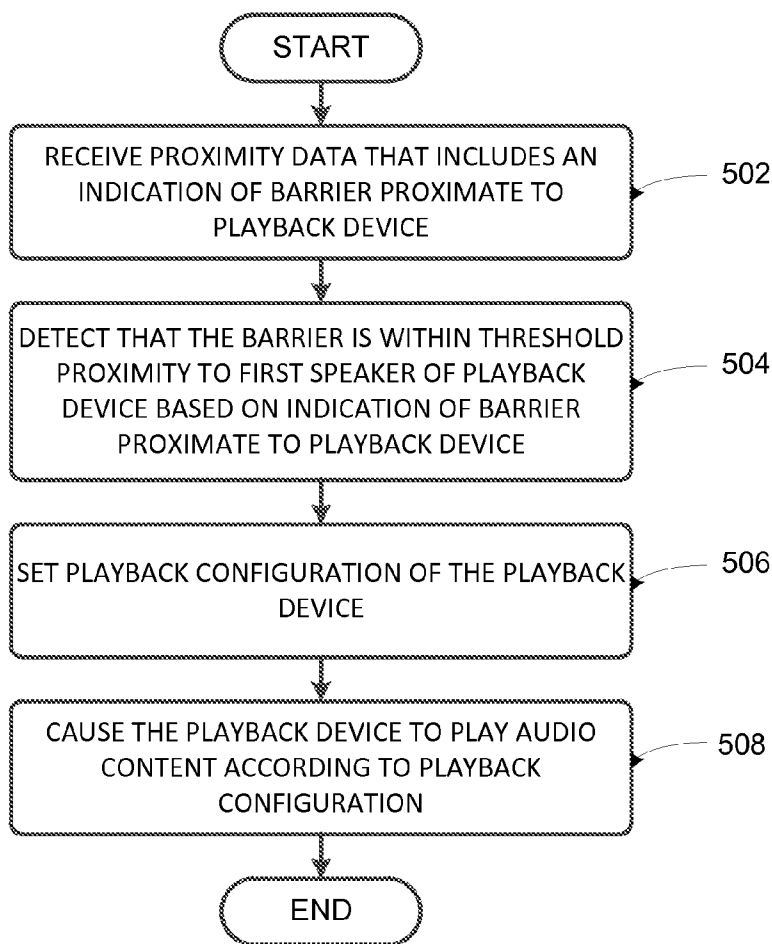 START
RECEIVE PROXIMITY DATA THAT INCLUDES AN
INDICATION OF BARRIER PROXIMATE TO
PLAYBACK DEVICE
502
DETECT THAT THE BARRIER IS WITHIN THRESHOLD
PROXIMITY TO FIRST SPEAKER OF PLAYBACK
DEVICE BASED ON INDICATION OF BARRIER
PROXIMATE TO PLAYBACK DEVICE
504
SET PLAYBACK CONFIGURATION OF THE PLAYBACK
DEVICE
506
CAUSE THE PLAYBACK DEVICE TO PLAY AUDIO
CONTENT ACCORDING TO PLAYBACK
CONFIGURATION
508
END